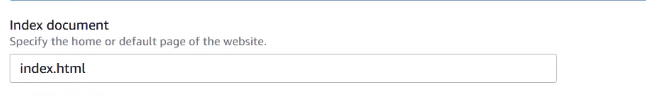 Index document
Specify the home or default page of the website.
index.html